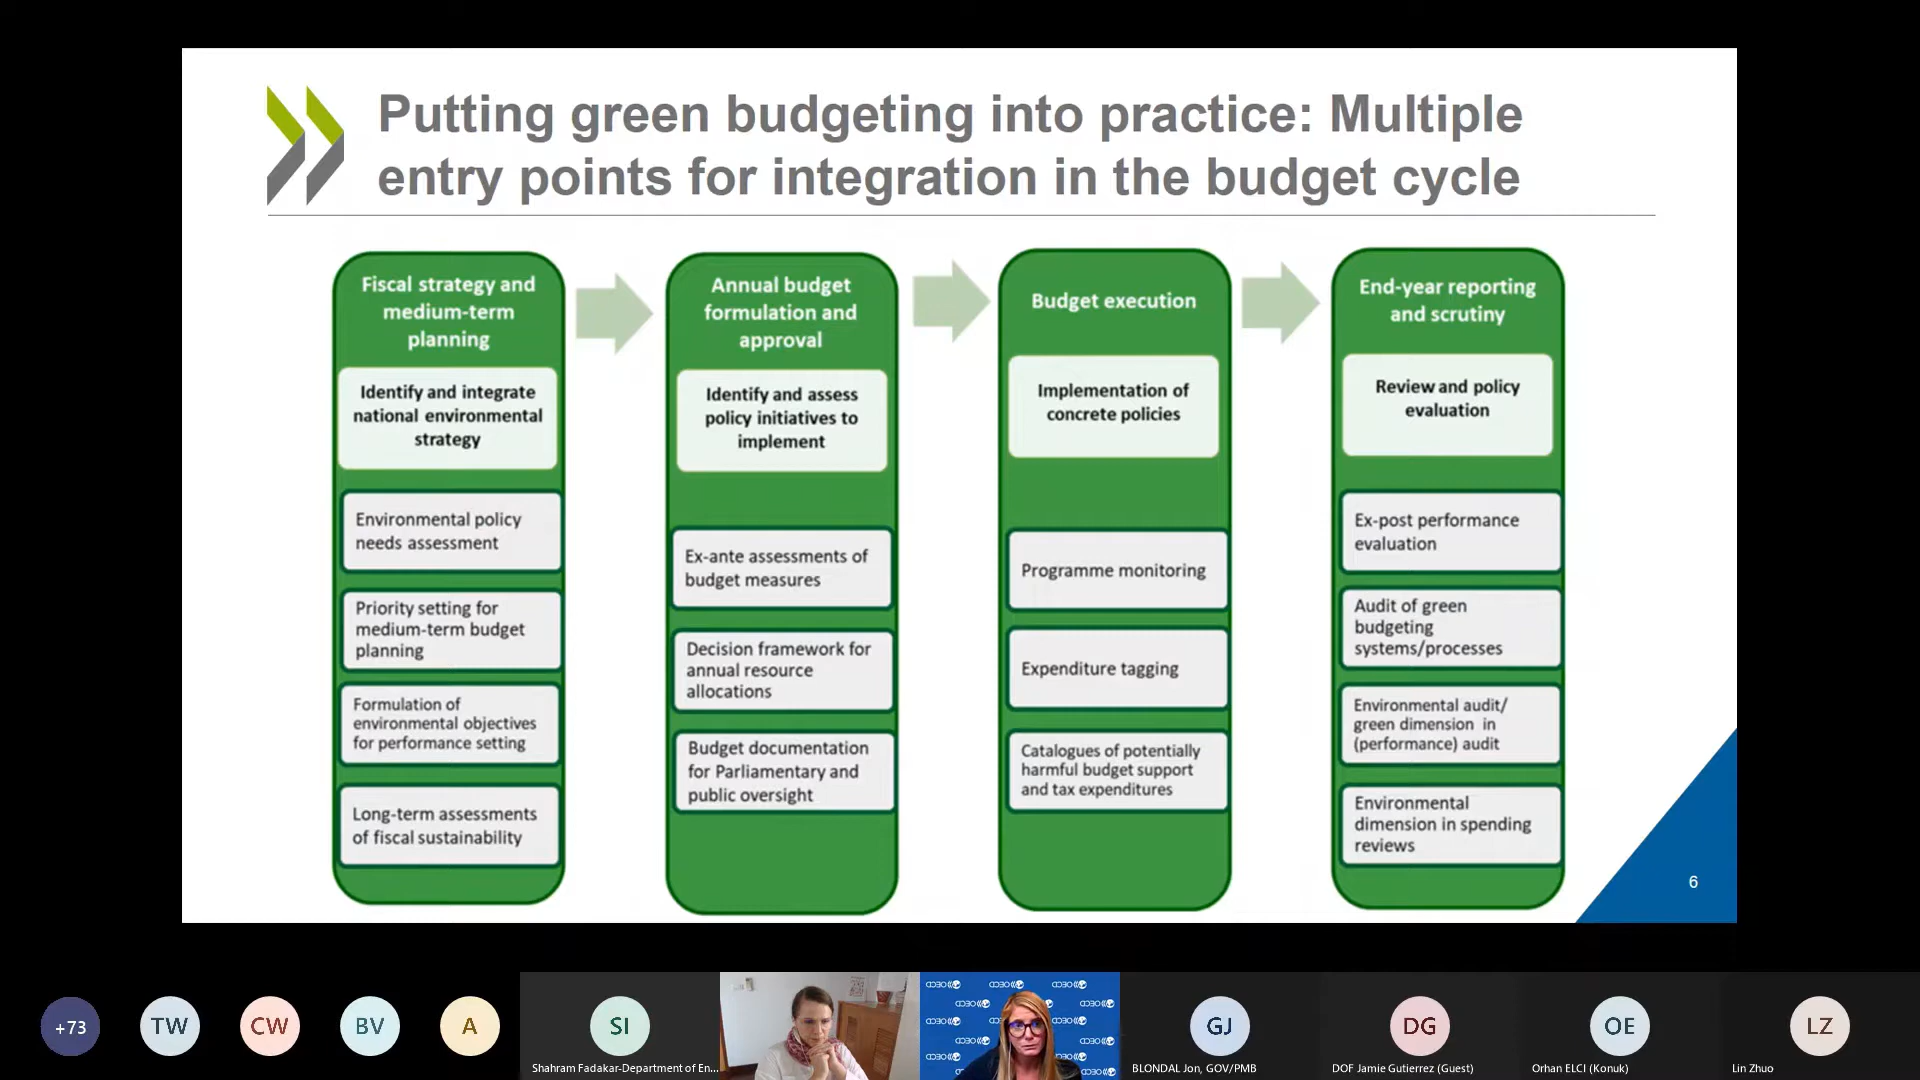 Putting green budgeting into practice: Multiple
entry points for integration in the budget cycle
Fiscal strategy and
medium-term
planning
Identify and integrate
national environmental
strategy
Environmental policy
needs assessment
Priority setting for
medium-term budget
planning
Formulation of
environmental objectives
for performance setting
Long-term assessments
of fiscal sustainability
Annual budget
formulation and
approval
Identify and assess
policy initiatives to
implement
Ex-ante assessments of
budget measures
Decision framework for
annual resource
allocations
Budget documentation
for Parliamentary and
public oversight
Budget execution
Implementation of
concrete policies
Programme monitoring
Expenditure tagging
Catalogues of potentially
harmful budget support
and tax expenditures
End-year reporting
and scrutiny
Review and policy
evaluation
Ex-post performance
evaluation
Audit of green
budgeting
systems/processes
Environmental audit/
green dimension in
(performance) audit
Environmental
dimension in spending
reviews
6
+73
TW
CW
BV
A
SI
Shahram Fadakar-Department of En...
GJ
BLONDAL Jon, GOV/PMB
DG
DOF Jamie Gutierrez (Guest)
OE
Orhan ELCI (Konuk)
LZ
Lin Zhuo